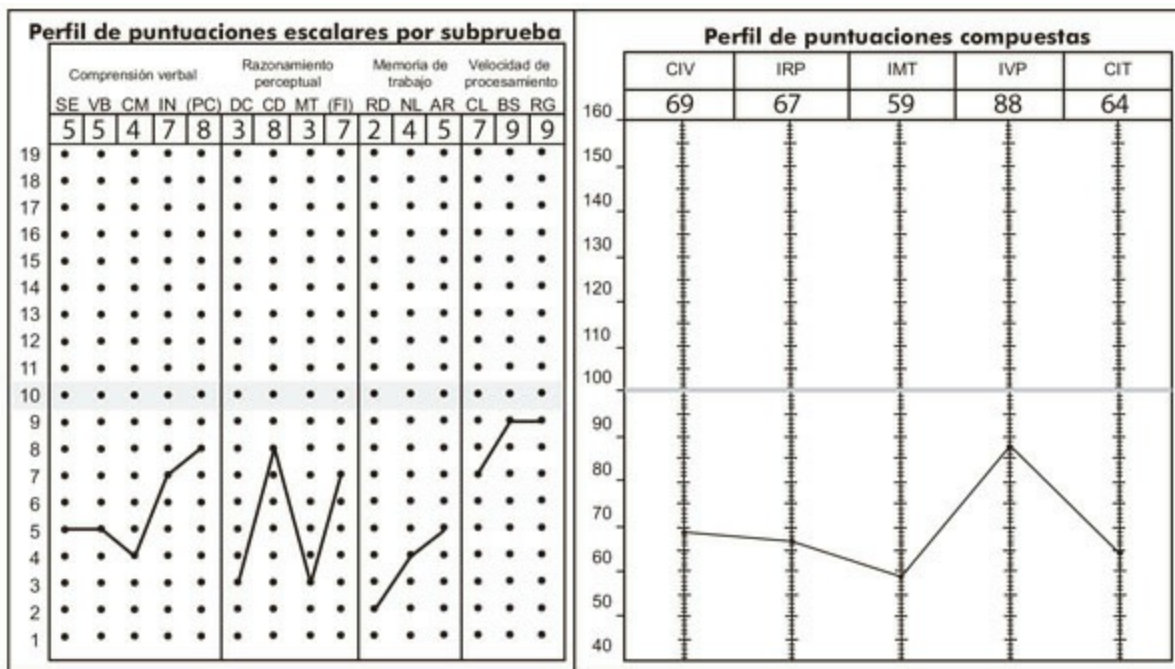 Perfil de puntuaciones escalares por subprueba
Comprensión verbal
Razonamiento
perceptual
Memoria de
trabajo
Velocidad de
procesamiento
SE VB CM IN (PC) DC CD MT (FI) RD NL AR CL BS RG
5 5 4 7 8 3 8 3 7 2 4 5 7 9 9
19
18
17
16
15
14
13
12
11
10
9
8
7
6
5
4
3
2
1
Perfil de puntuaciones compuestas
CIV IRP IMT IVP CIT
69 67 59 88 64
160
150
140
130
120
110
100
90
80
70
60
50
40